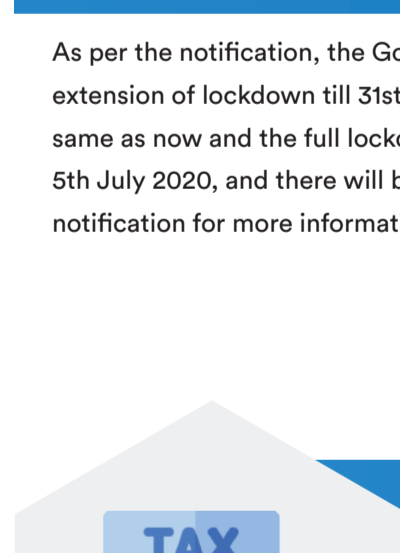 As per the notification, the Go
extension of lockdown till 31st
same as now and the full lock
5th July 2020, and there will b
notification for more informat
TAX